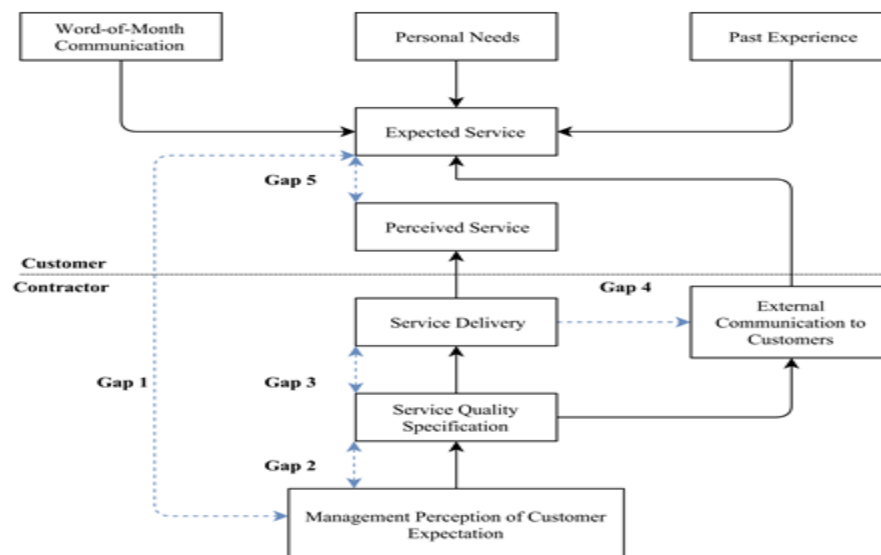 Word-of-Month
Communication
Personal Needs
Past Experience
Expected Service
Gap 5
Perceived Service
Customer
Contractor
Gap 4
Service Delivery
External
Communication to
Customers
Gap 1
Gap 3
Service Quality
Specification
Gap 2
Management Perception of Customer
Expectation